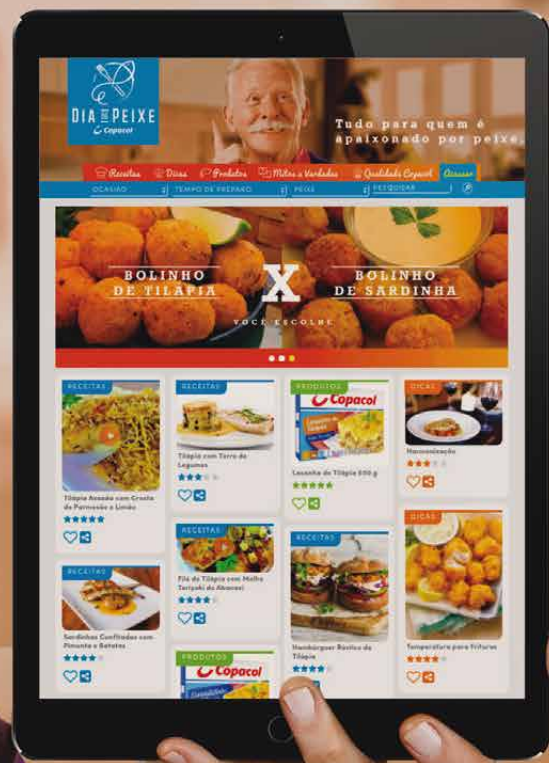 DIA DE PEIXE
Copacol
Tudo para quem é
apaixonado por peixe.
Receitas
Dicas
Produtos
Mitos e Verdades
Qualidade Copacol
Acessar
OCASIÃO
TEMPO DE PREPARO
PEIXE
PESQUISAR
BOLINHO
DE TILÁPIA
X
BOLINHO
DE SARDINHA
VOCÊ ESCOLHE
RECEITAS
Tilápia Assada com Crosta
de Parmesão e Limão
RECEITAS
Tilápia com Torre de
Legumes
PRODUTOS
Copacol
Lasanha de Tilápia 600 g
DICAS
Harmonização
RECEITAS
Sardinhas Confitadas com
Pimenta e Batatas
RECEITAS
Filé de Tilápia com Molho
Teriyaki de Abacaxi
PRODUTOS
Copacol
RECEITAS
Hambúrguer Rústico de
Tilápia
DICAS
Temperatura para Frituras